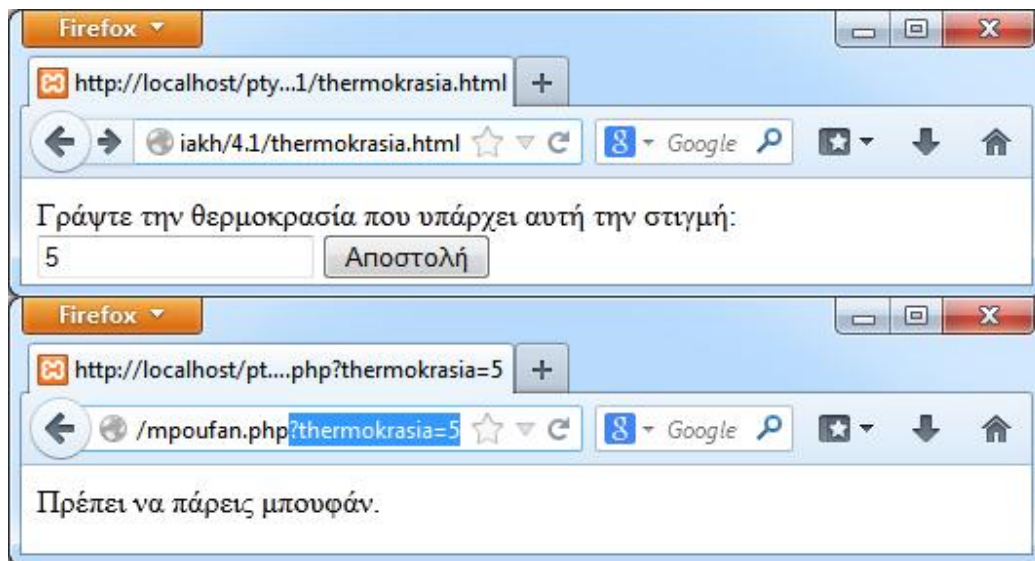 Firefox
http://localhost/pty...1/thermokrasia.html
iakh/4.1/thermokrasia.html
8 Google
Γράψτε την θερμοκρασία που υπάρχει αυτή την στιγμή:
5 Αποστολή
Firefox
http://localhost/pt....php?thermokrasia=5
/mpoufan.php?thermokrasia=5
8 Google
Πρέπει να πάρεις μπουφάν.